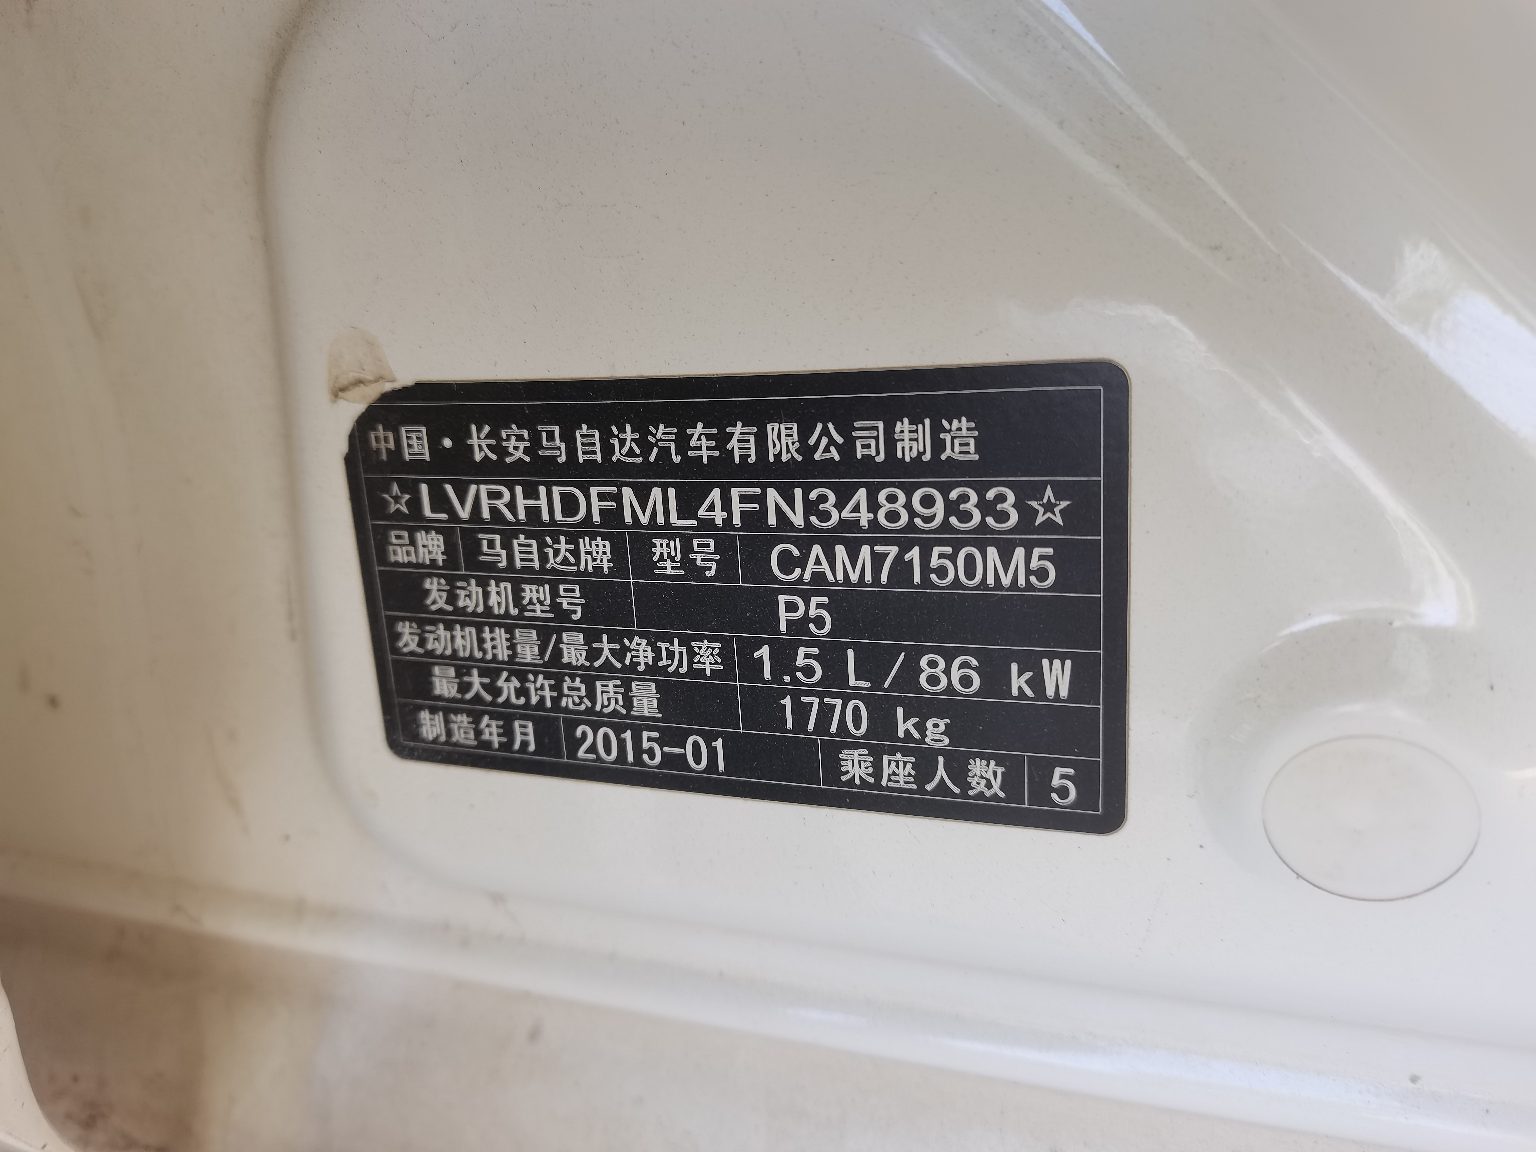 中国·长安马自达汽车有限公司制造
☆LVRHDFML4FN348933☆
品牌 马自达牌 型号 CAM7150M5
发动机型号 P5
发动机排量/最大净功率 1.5 L/86 kW
最大允许总质量 1770 kg
制造年月 2015-01 乘座人数 5